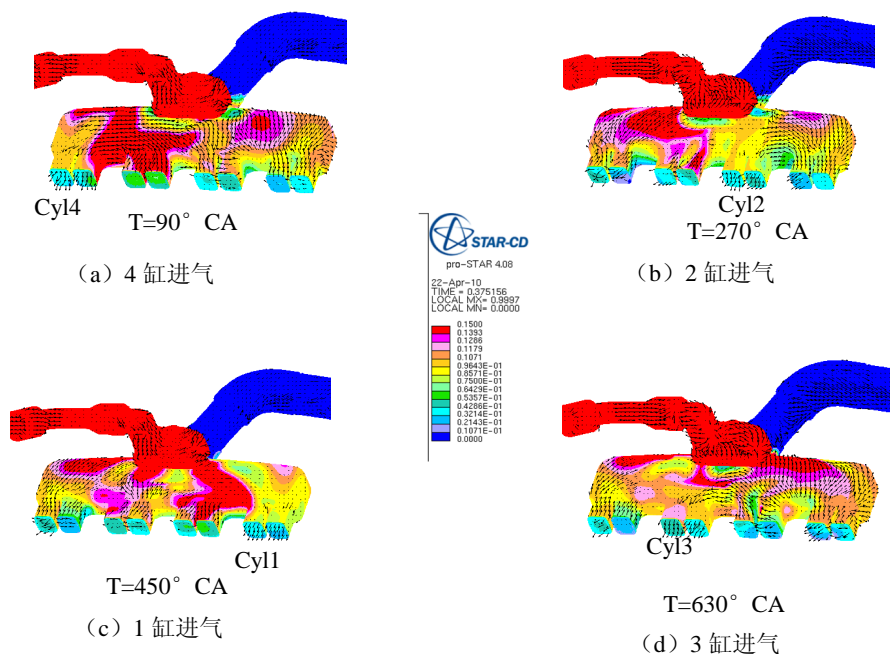 Cyl4
T=90° CA
（a）4 缸进气
Cyl2
T=270° CA
（b）2 缸进气
STAR-CD
pro-STAR 4.08
22-Apr-10
TIME = 0.375156
LOCAL MX= 0.9997
LOCAL MN= 0.0000
0.1500
0.1393
0.1286
0.1179
0.1071
0.9643E-01
0.8571E-01
0.7500E-01
0.6429E-01
0.5357E-01
0.4286E-01
0.3214E-01
0.2143E-01
0.1071E-01
0.0000
Cyl1
T=450° CA
（c）1 缸进气
Cyl3
T=630° CA
（d）3 缸进气